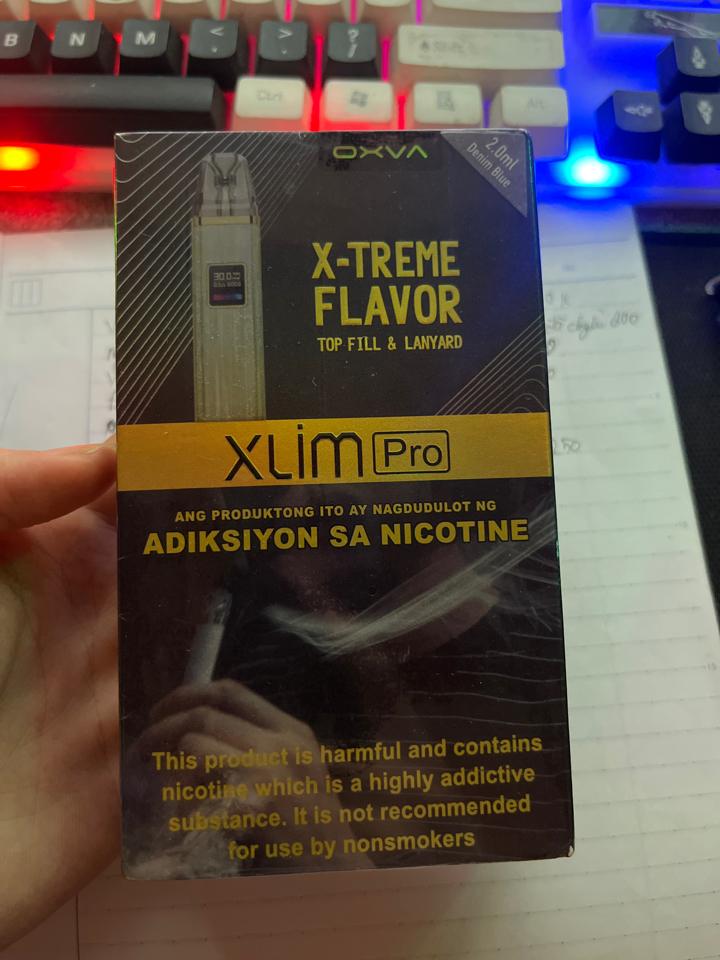 B N M < , > . ? /
Ctrl Alt
OXVA
2.0ml
Denim Blue
30.0
X-TREME
FLAVOR
TOP FILL & LANYARD
XLIM Pro
ANG PRODUKTONG ITO AY NAGDUDULOT NG
ADIKSIYON SA NICOTINE
This product is harmful and contains
nicotine which is a highly addictive
substance. It is not recommended
for use by nonsmokers